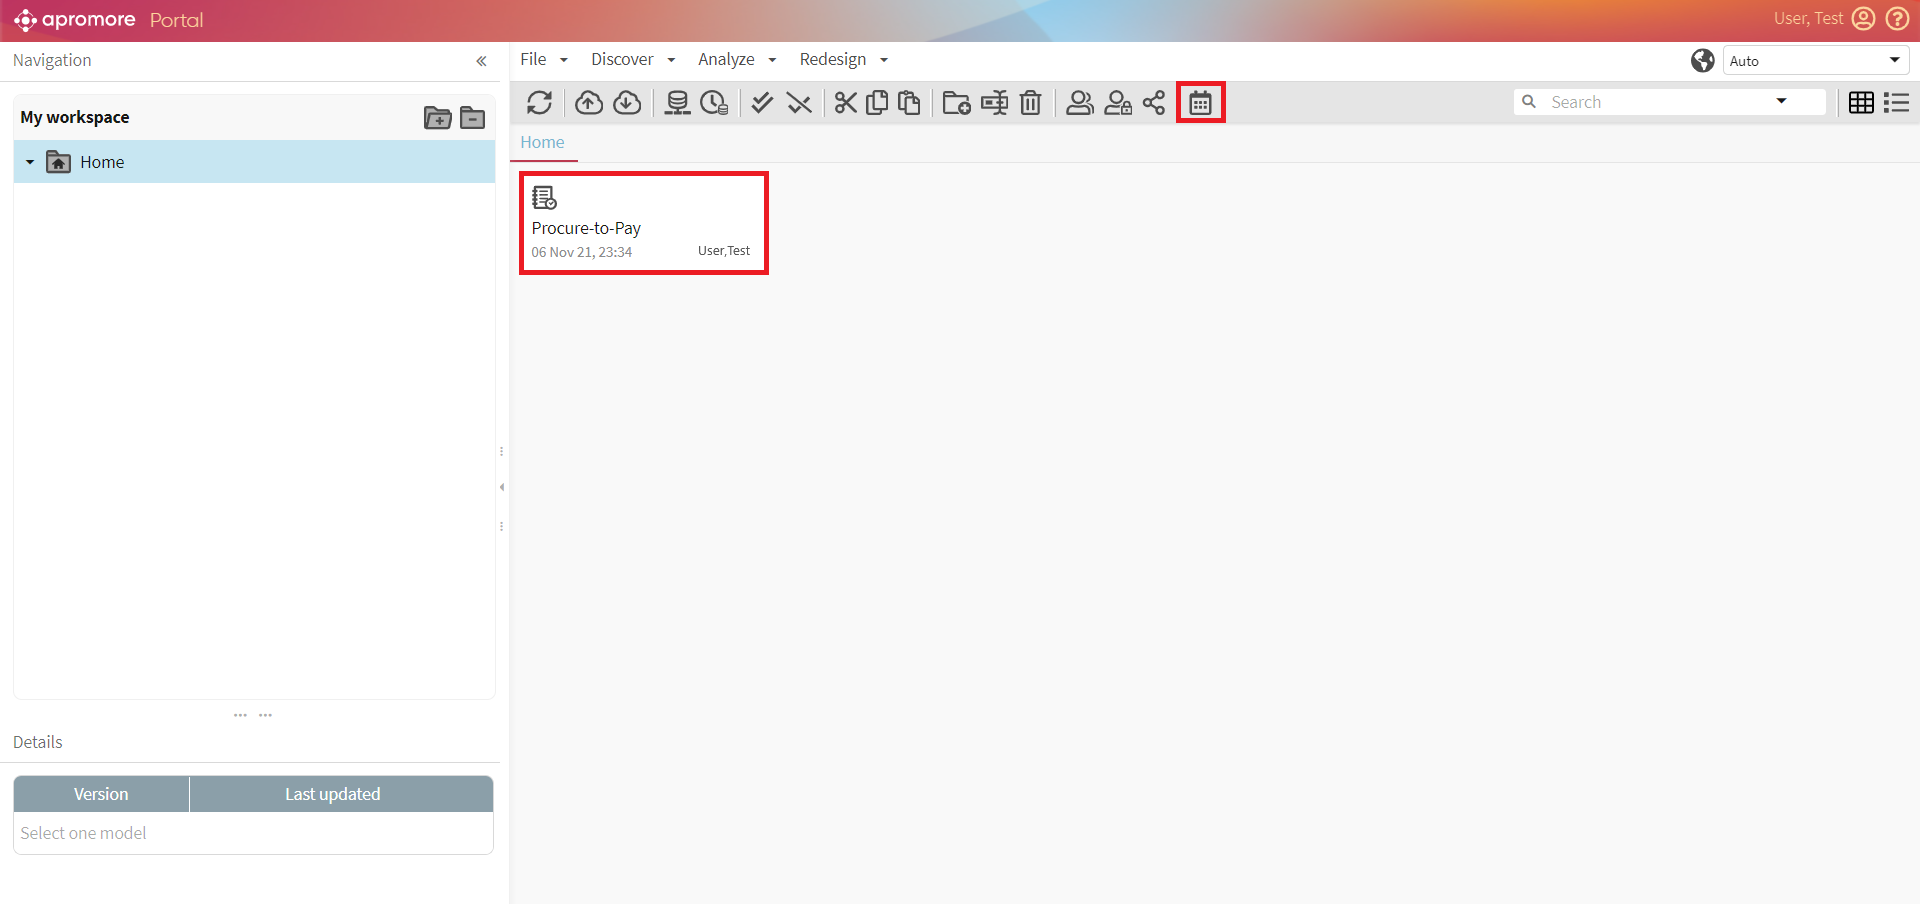 apromore Portal
User, Test
Navigation
File
Discover
Analyze
Redesign
Auto
My workspace
Search
Home
Home
Procure-to-Pay
06 Nov 21, 23:34
User,Test
Details
Version
Last updated
Select one model